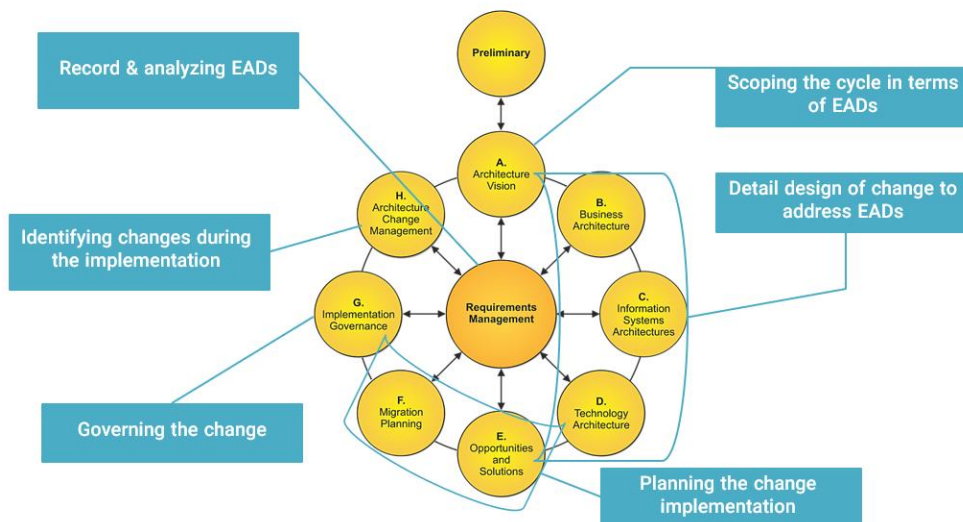 Preliminary
Record & analyzing EADs
Scoping the cycle in terms
of EADs
A.
Architecture
Vision
H.
Architecture
Change
Management
B.
Business
Architecture
Detail design of change to
address EADs
Identifying changes during
the implementation
G.
Implementation
Governance
Requirements
Management
C.
Information
Systems
Architectures
F.
Migration
Planning
D.
Technology
Architecture
Governing the change
E.
Opportunities
and
Solutions
Planning the change
implementation